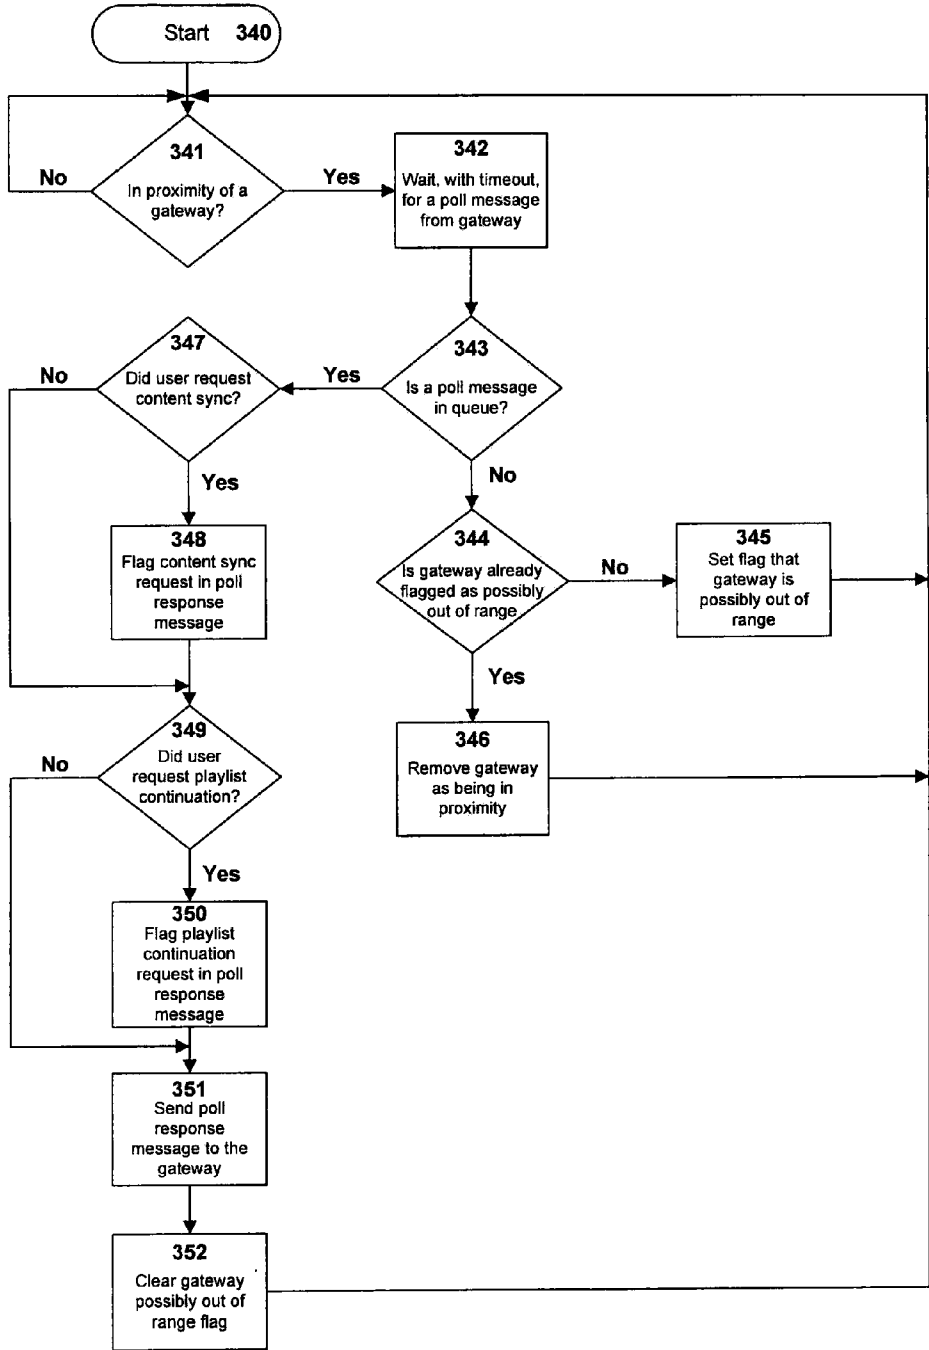 Start 340
341
In proximity of a
gateway?
No
Yes
342
Wait, with timeout,
for a poll message
from gateway
343
Is a poll message
in queue?
Yes
No
347
Did user request
content sync?
No
Yes
348
Flag content sync
request in poll
response
message
344
Is gateway already
flagged as possibly
out of range
No
Yes
345
Set flag that
gateway is
possibly out of
range
346
Remove gateway
as being in
proximity
349
Did user
request playlist
continuation?
No
Yes
350
Flag playlist
continuation
request in poll
response
message
351
Send poll
response
message to the
gateway
352
Clear gateway
possibly out of
range flag